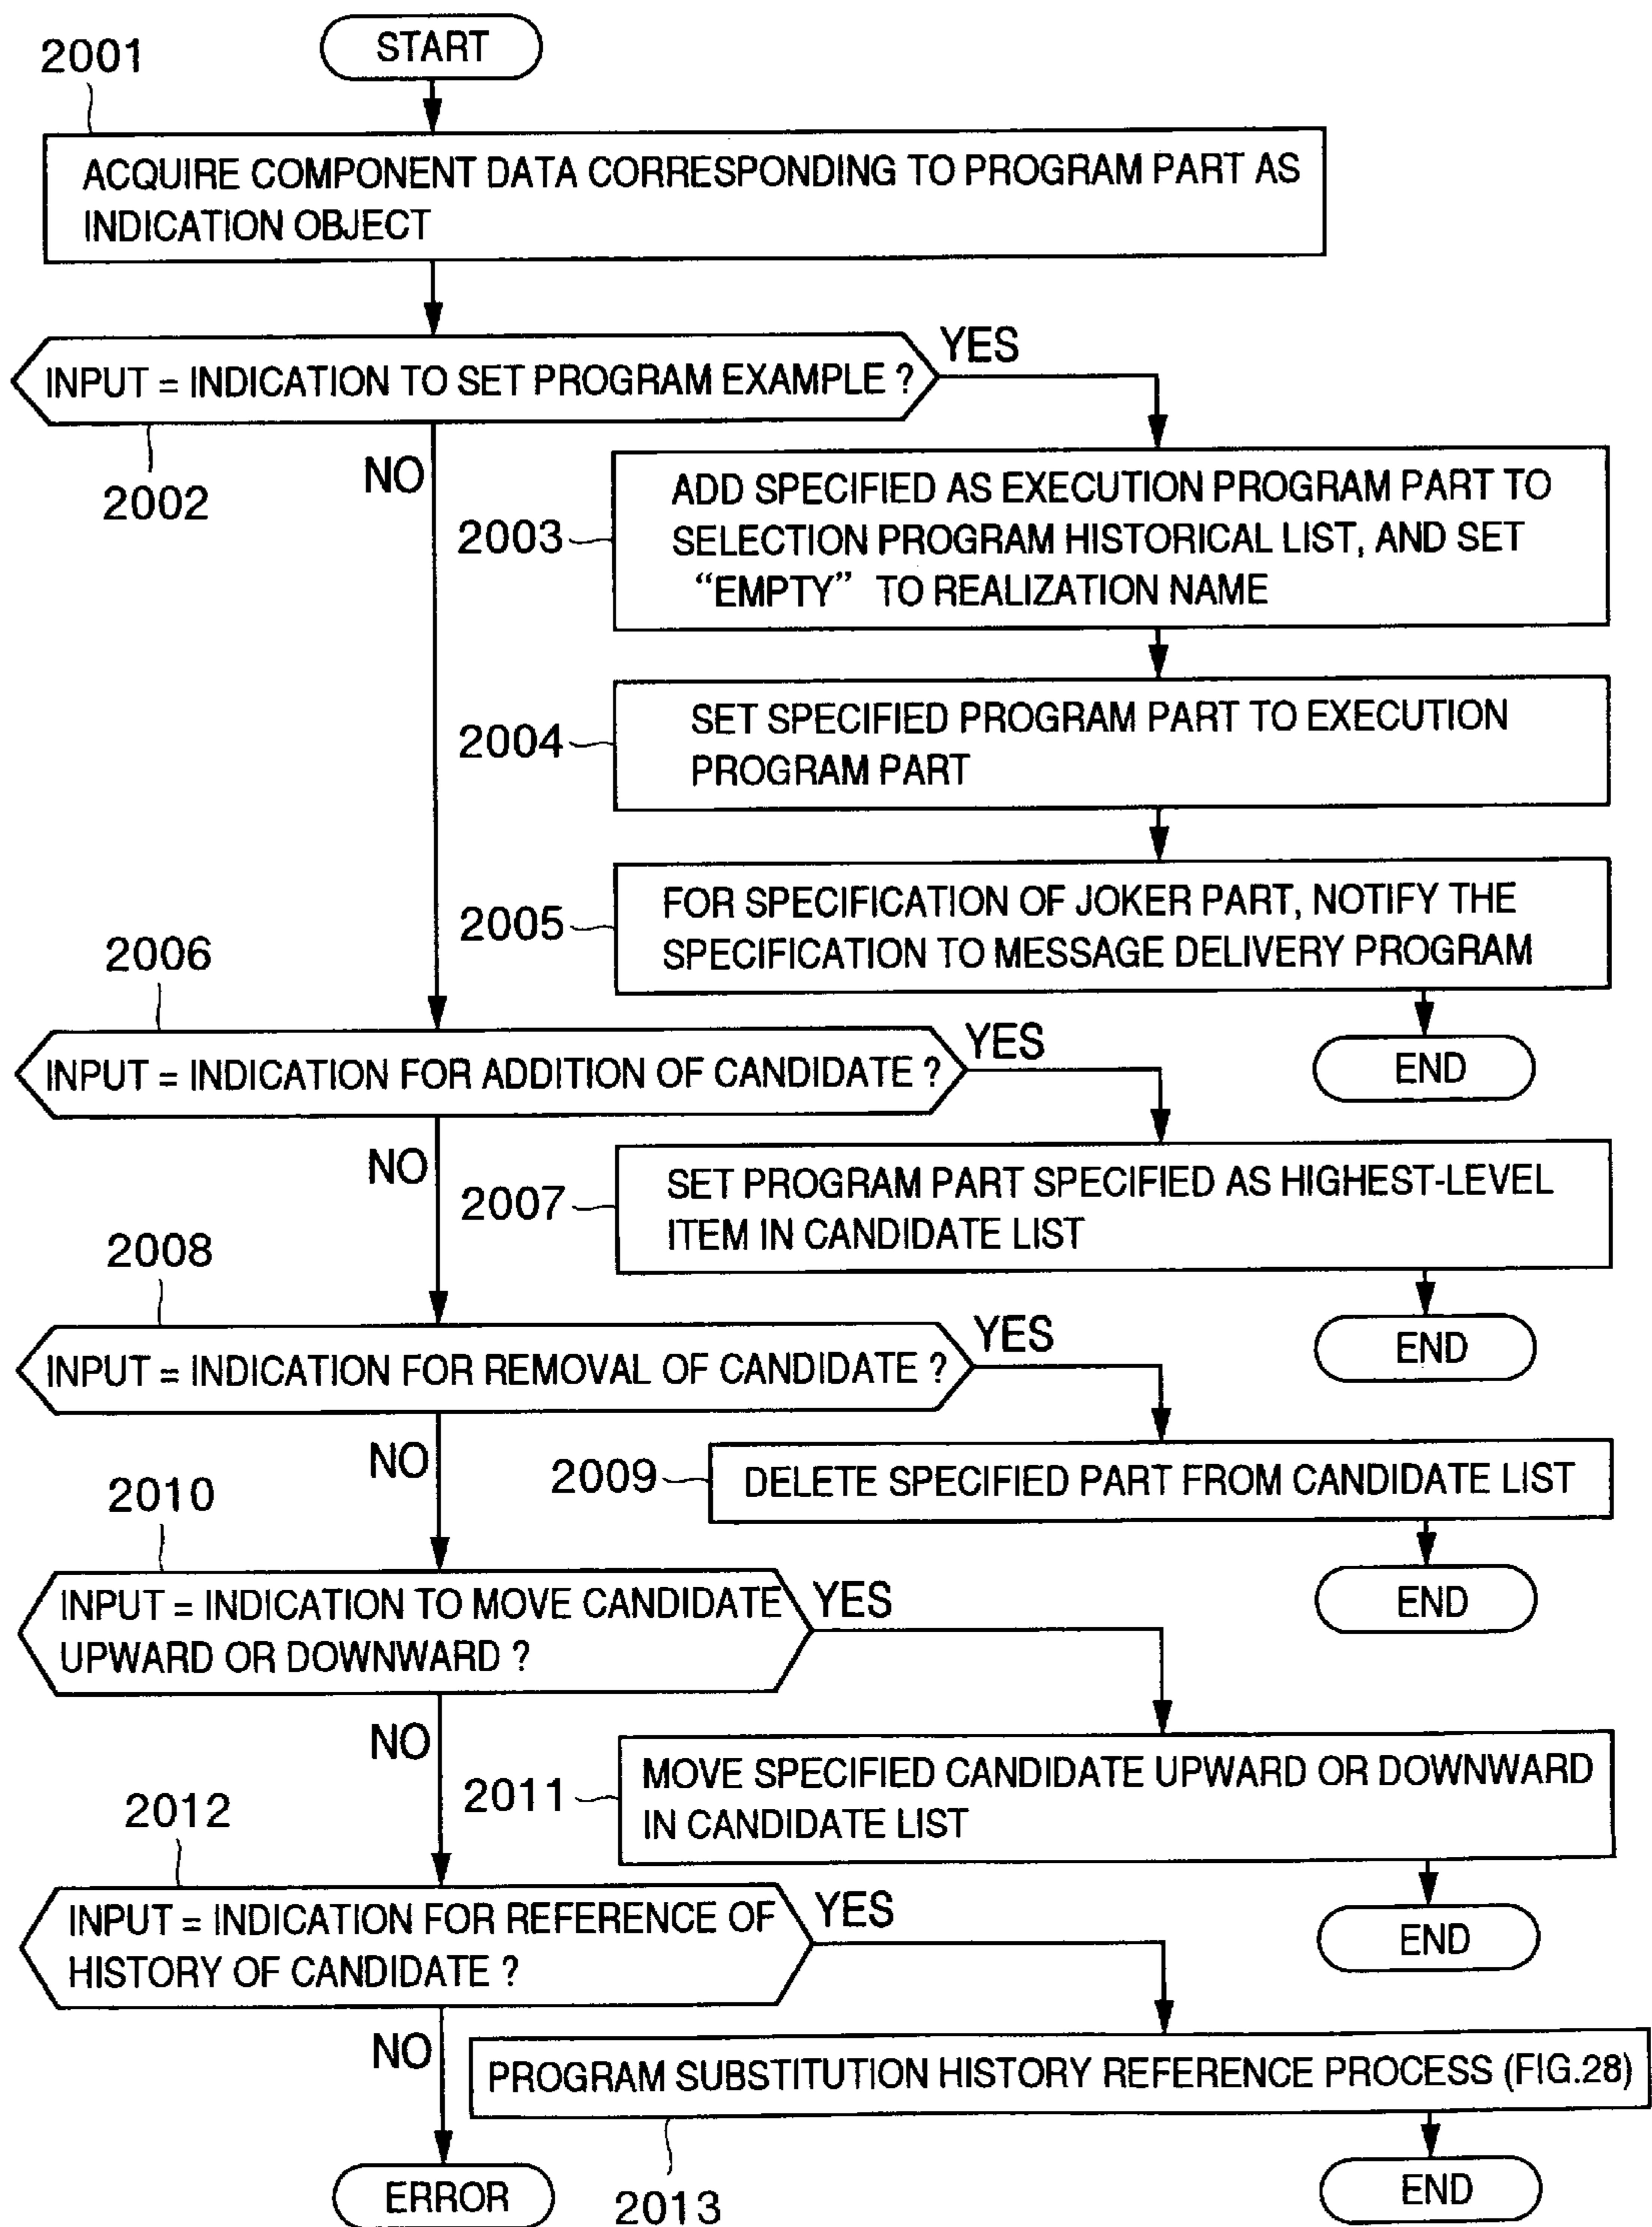 START
2001
ACQUIRE COMPONENT DATA CORRESPONDING TO PROGRAM PART AS
INDICATION OBJECT
INPUT = INDICATION TO SET PROGRAM EXAMPLE ?
YES
2002
NO
2003
ADD SPECIFIED AS EXECUTION PROGRAM PART TO
SELECTION PROGRAM HISTORICAL LIST, AND SET
“EMPTY” TO REALIZATION NAME
2004
SET SPECIFIED PROGRAM PART TO EXECUTION
PROGRAM PART
2005
FOR SPECIFICATION OF JOKER PART, NOTIFY THE
SPECIFICATION TO MESSAGE DELIVERY PROGRAM
END
2006
INPUT = INDICATION FOR ADDITION OF CANDIDATE ?
YES
NO
2007
SET PROGRAM PART SPECIFIED AS HIGHEST-LEVEL
ITEM IN CANDIDATE LIST
END
2008
INPUT = INDICATION FOR REMOVAL OF CANDIDATE ?
YES
NO
2009
DELETE SPECIFIED PART FROM CANDIDATE LIST
END
2010
INPUT = INDICATION TO MOVE CANDIDATE
UPWARD OR DOWNWARD ?
YES
NO
2011
MOVE SPECIFIED CANDIDATE UPWARD OR DOWNWARD
IN CANDIDATE LIST
END
2012
INPUT = INDICATION FOR REFERENCE OF
HISTORY OF CANDIDATE ?
YES
NO
PROGRAM SUBSTITUTION HISTORY REFERENCE PROCESS (FIG.28)
2013
ERROR
END